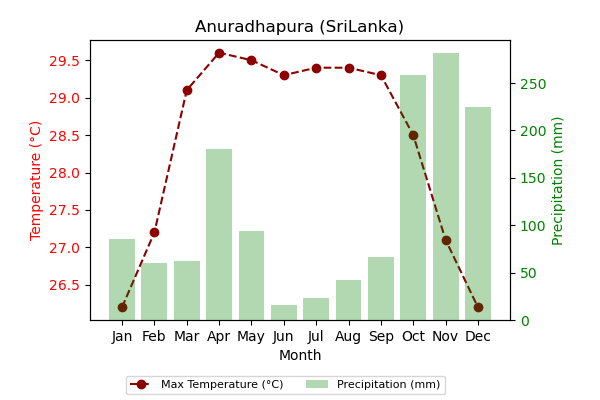 Anuradhapura (SriLanka)
Temperature (°C)
29.5
29.0
28.5
28.0
27.5
27.0
26.5
250
200
150
100
50
0
Precipitation (mm)
Jan Feb Mar Apr May Jun Jul Aug Sep Oct Nov Dec
Month
Max Temperature (°C) Precipitation (mm)